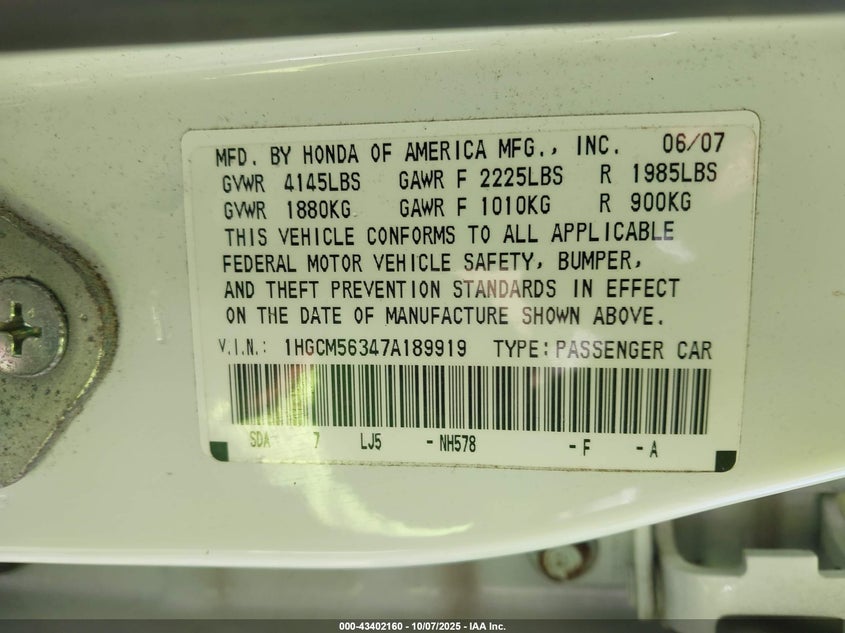 MFD. BY HONDA OF AMERICA MFG., INC. 06/07
GVWR 4145LBS GAWR F 2225LBS R 1985LBS
GVWR 1880KG GAWR F 1010KG R 900KG
THIS VEHICLE CONFORMS TO ALL APPLICABLE
FEDERAL MOTOR VEHICLE SAFETY, BUMPER,
AND THEFT PREVENTION STANDARDS IN EFFECT
ON THE DATE OF MANUFACTURE SHOWN ABOVE.
V.I.N.: 1HGCM56347A189919 TYPE: PASSENGER CAR
SDA 7 LJ5 - NH578 - F - A
000-43402160 - 10/07/2025 - IAA Inc.